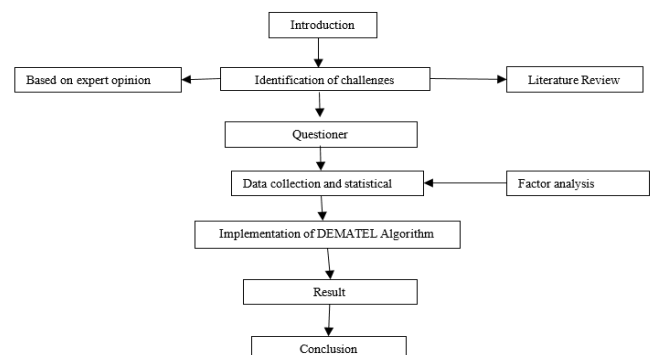 Introduction
Based on expert opinion
Identification of challenges
Literature Review
Questioner
Data collection and statistical
Factor analysis
Implementation of DEMATEL Algorithm
Result
Conclusion